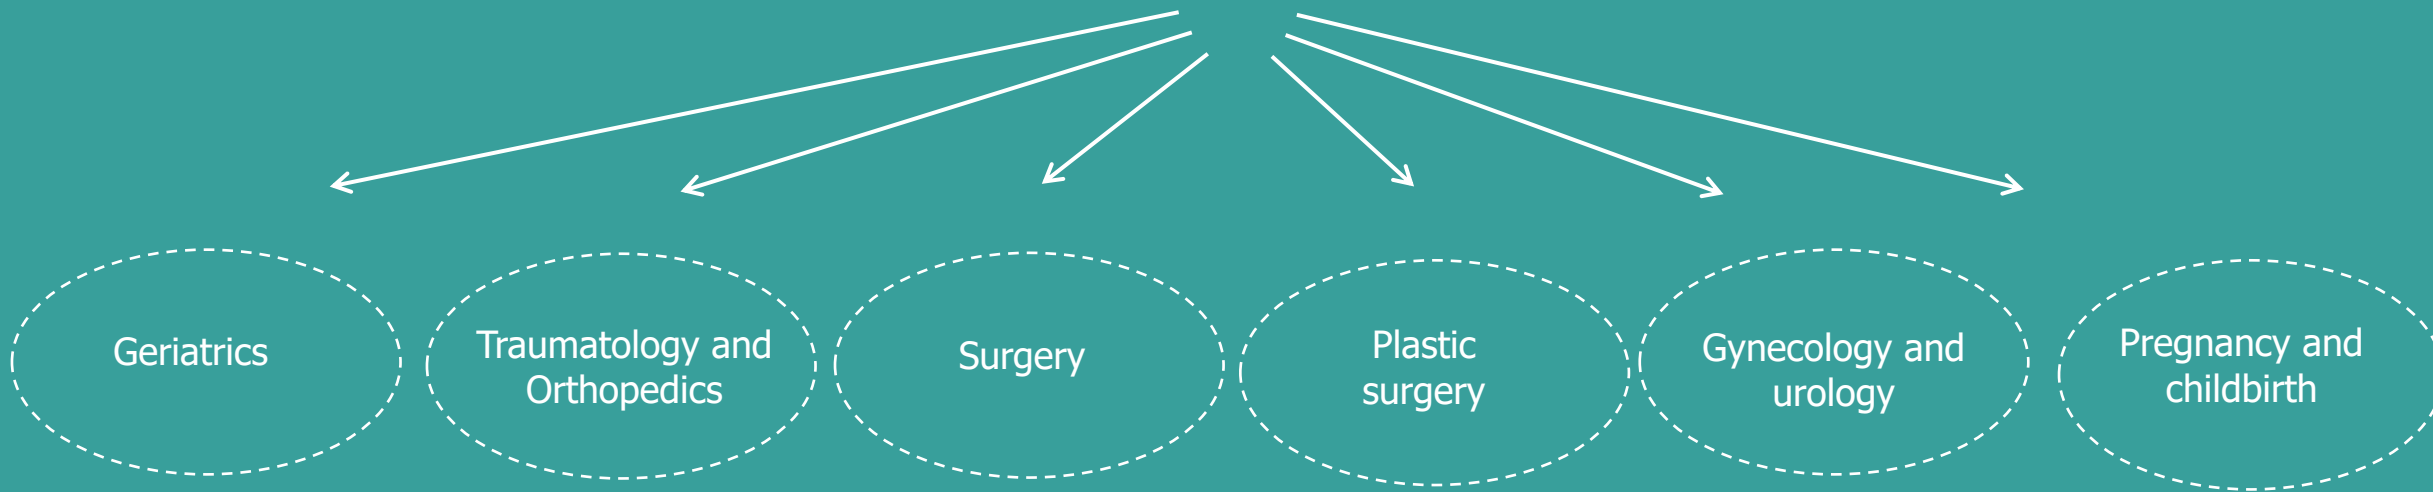 Geriatrics
Traumatology and
Orthopedics
Surgery
Plastic
surgery
Gynecology and
urology
Pregnancy and
childbirth